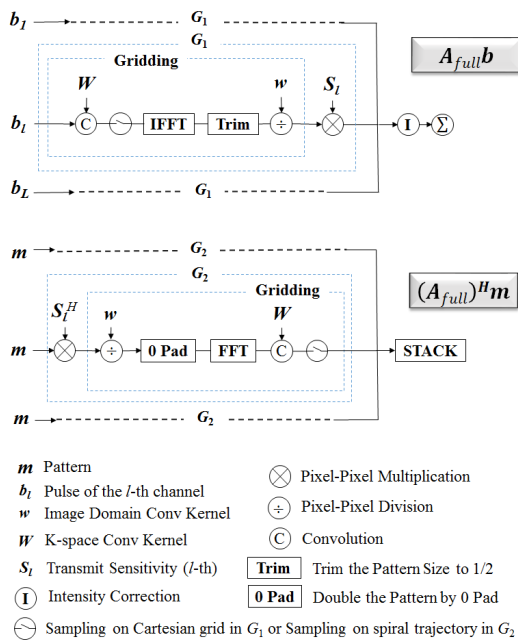 b₁ G₁
G₁
A_full b
Gridding
W w S_l
b_l C IFFT Trim ÷ I Σ
b_L G₁
m G₂
G₂
(A_full)^H m
Gridding
S_l^H w W
m ÷ 0 Pad FFT C STACK
m G₂
m Pattern
b_l Pulse of the l-th channel
w Image Domain Conv Kernel
W K-space Conv Kernel
S_l Transmit Sensitivity (l-th)
I Intensity Correction
Pixel-Pixel Multiplication
÷ Pixel-Pixel Division
C Convolution
Trim Trim the Pattern Size to 1/2
0 Pad Double the Pattern by 0 Pad
Sampling on Cartesian grid in G₁ or Sampling on spiral trajectory in G₂